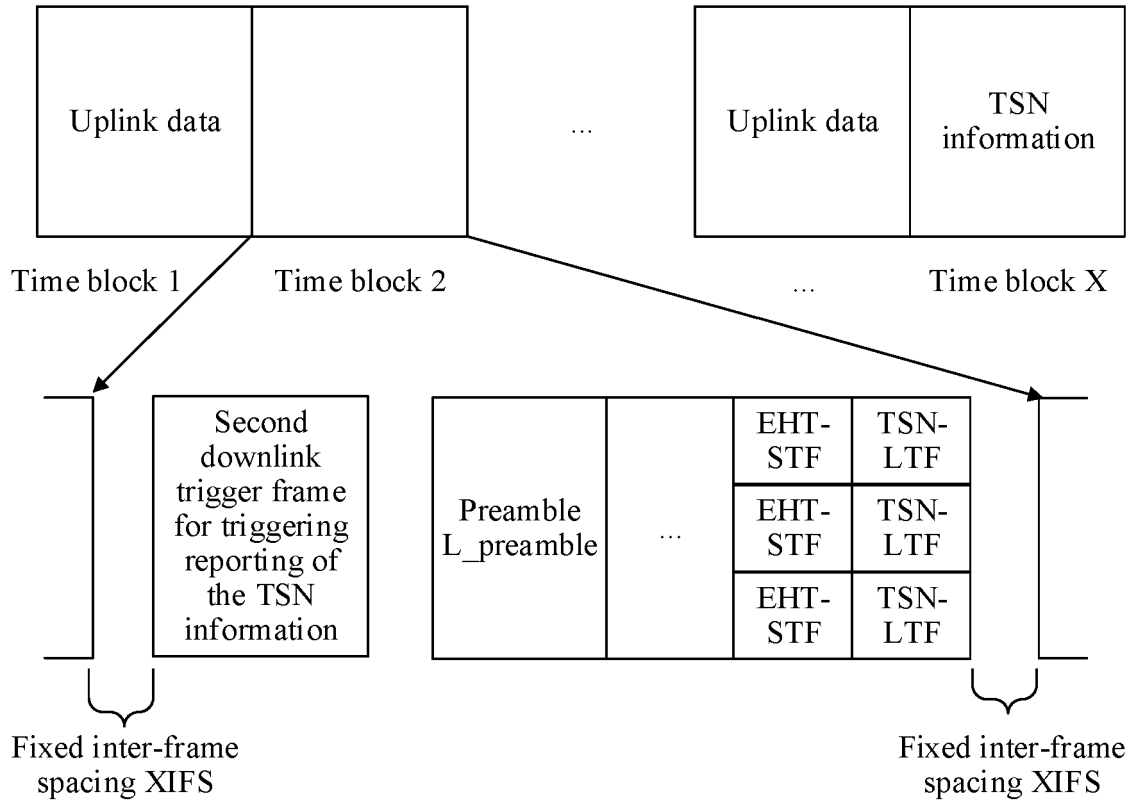 Uplink data
...
Uplink data
TSN
information
Time block 1
Time block 2
...
Time block X
Second
downlink
trigger frame
for triggering
reporting of
the TSN
information
Preamble
L_preamble
...
EHT-
STF
TSN-
LTF
EHT-
STF
TSN-
LTF
EHT-
STF
TSN-
LTF
Fixed inter-frame
spacing XIFS
Fixed inter-frame
spacing XIFS